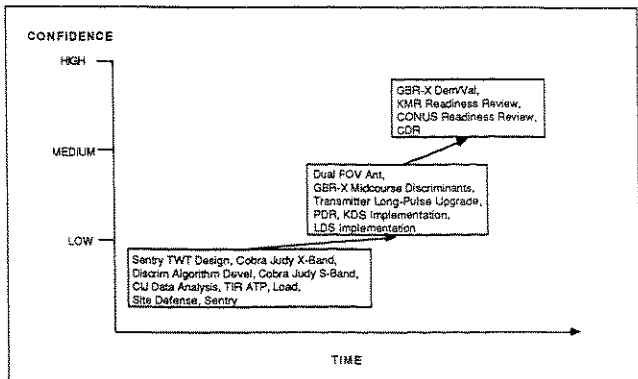 CONFIDENCE
HIGH
GBR-X Dem/Val,
KMR Readiness Review,
CONUS Readiness Review,
CDR
MEDIUM
Dual FOV Ant,
GBR-X Midcourse Discriminants,
Transmitter Long-Pulse Upgrade,
PDR, KDS Implementation,
LDS Implementation
LOW
Sentry TWT Design, Cobra Judy X-Band,
Discrim Algorithm Devel, Cobra Judy S-Band,
CJ Data Analysis, TIR ATP, Load,
Site Defense, Sentry
TIME